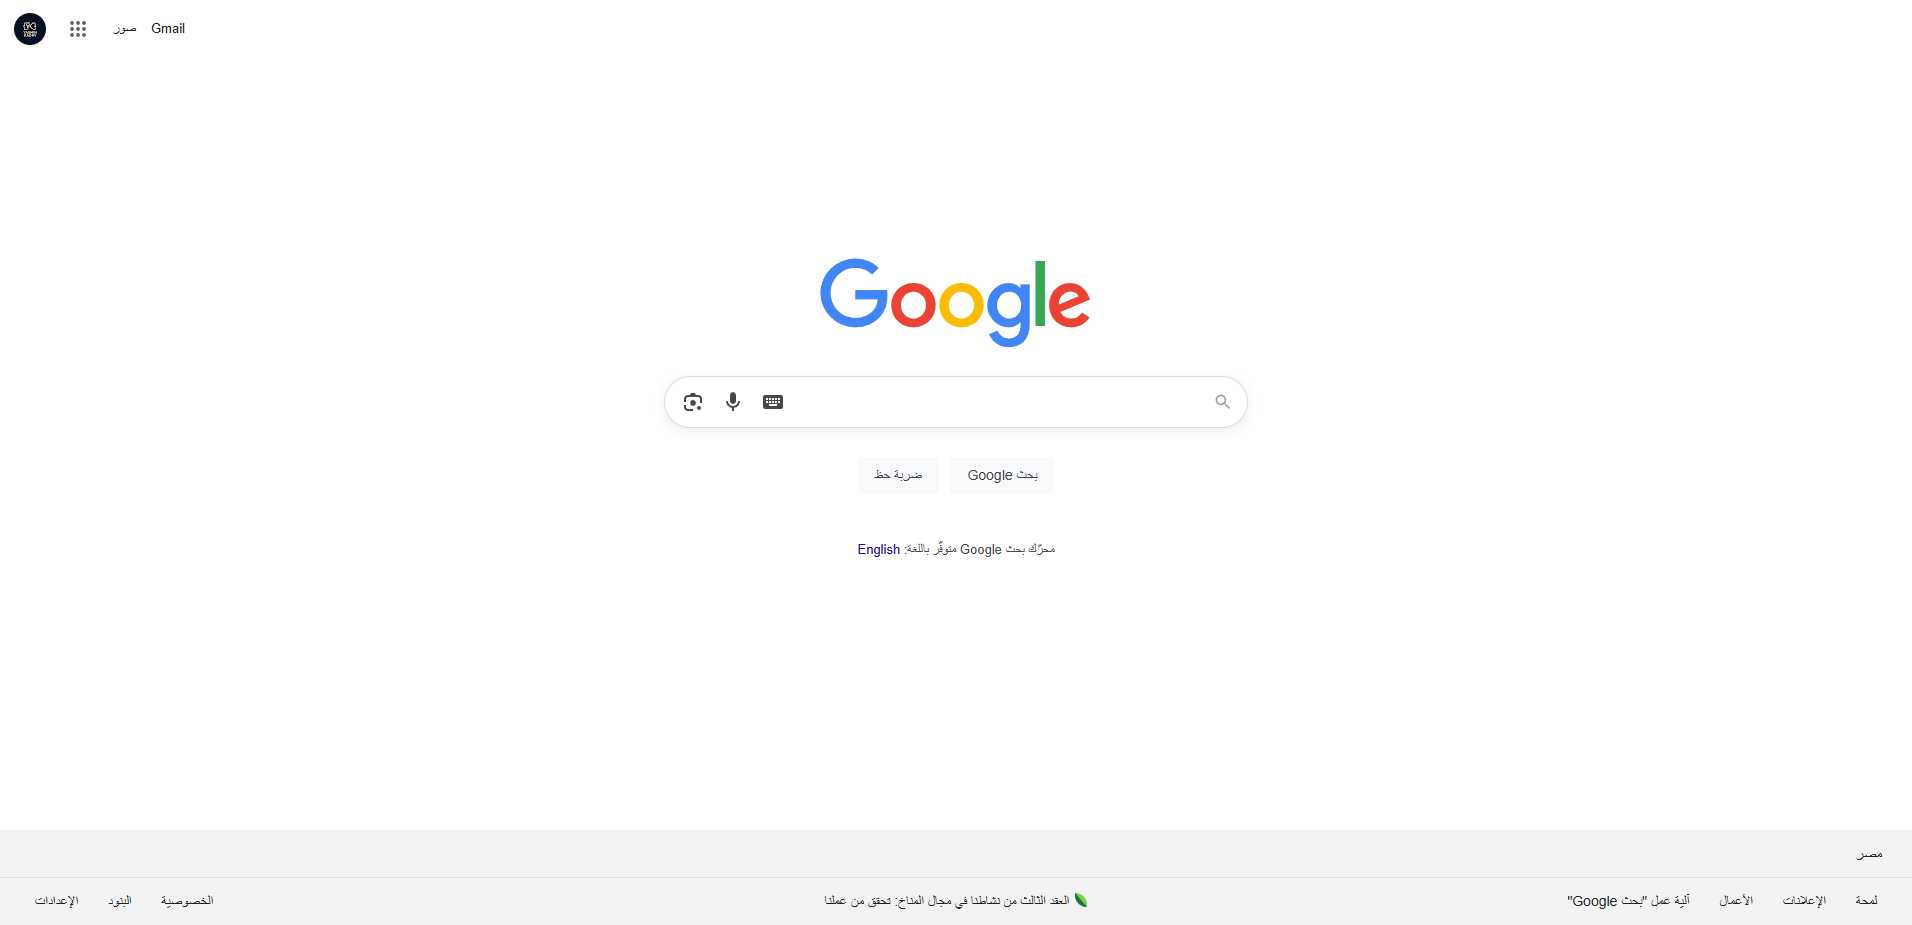 Gmail صور
Google
بحث Google ضربة حظ
محرّك بحث Google متوفّر باللغة: English
مصر
لمحة الإعلانات الأعمال آلية عمل "بحث Google" العقد الثالث من نشاطنا في مجال المناخ: تحقق من عملنا الخصوصية البنود الإعدادات